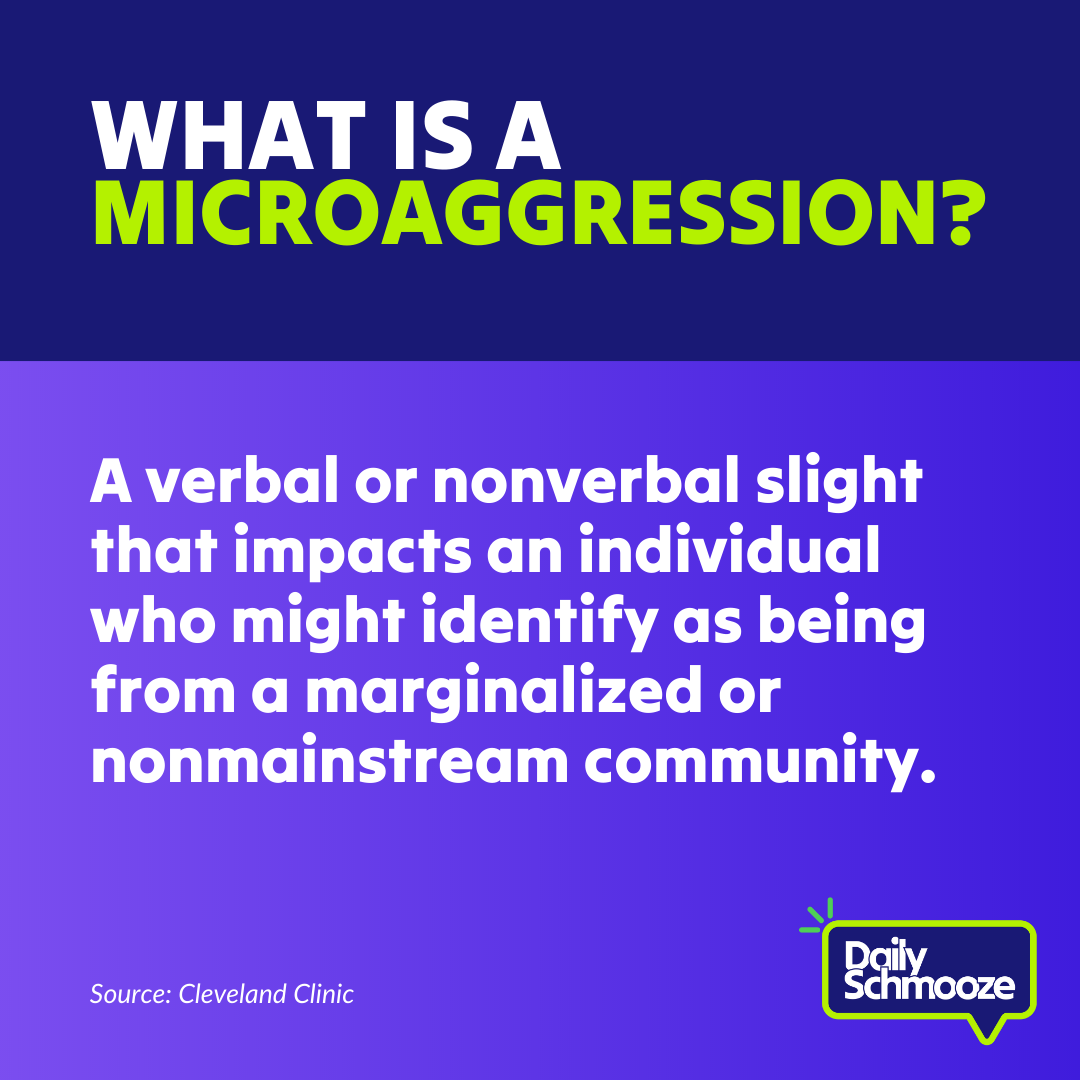 WHAT IS A
MICROAGGRESSION?
A verbal or nonverbal slight
that impacts an individual
who might identify as being
from a marginalized or
nonmainstream community.
Source: Cleveland Clinic
Daily
Schmooze